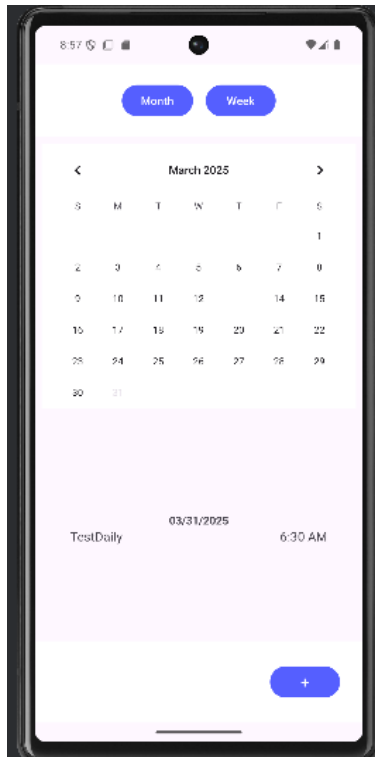 8:57
Month Week
March 2025
S M T W T F S
1
2 3 4 5 6 7 8
9 10 11 12 14 15
16 17 18 19 20 21 22
23 24 25 26 27 28 29
30 31
03/31/2025
TestDaily 6:30 AM
+